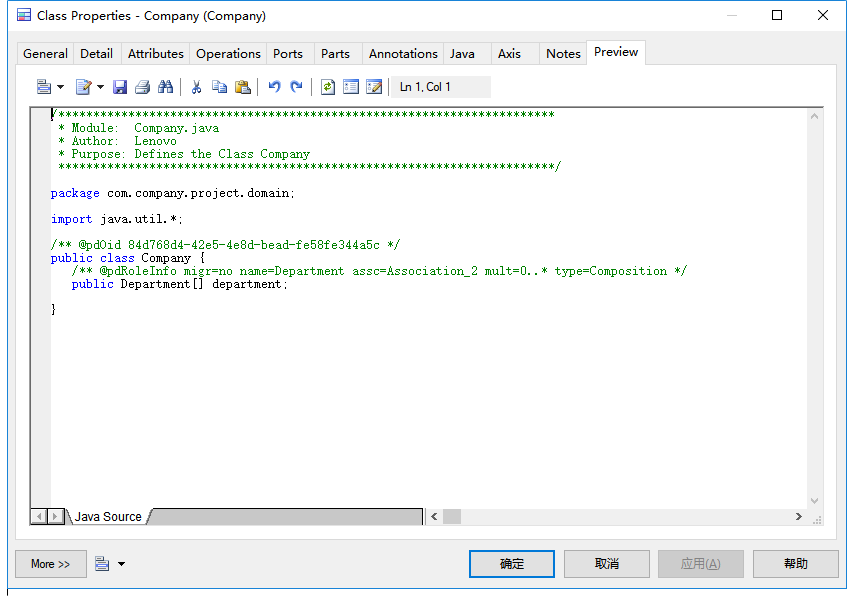 Class Properties - Company (Company)
General Detail Attributes Operations Ports Parts Annotations Java Axis Notes Preview
Ln 1, Col 1
/***********************************************************************
 * Module:  Company.java
 * Author:  Lenovo
 * Purpose: Defines the Class Company
 ***********************************************************************/
package com.company.project.domain;
import java.util.*;
/** @pdOid 84d768d4-42e5-4e8d-bead-fe58fe344a5c */
public class Company {
   /** @pdRoleInfo migr=no name=Department assc=Association_2 mult=0..* type=Composition */
   public Department[] department;
}
Java Source
More >> 确定 取消 应用(A) 帮助